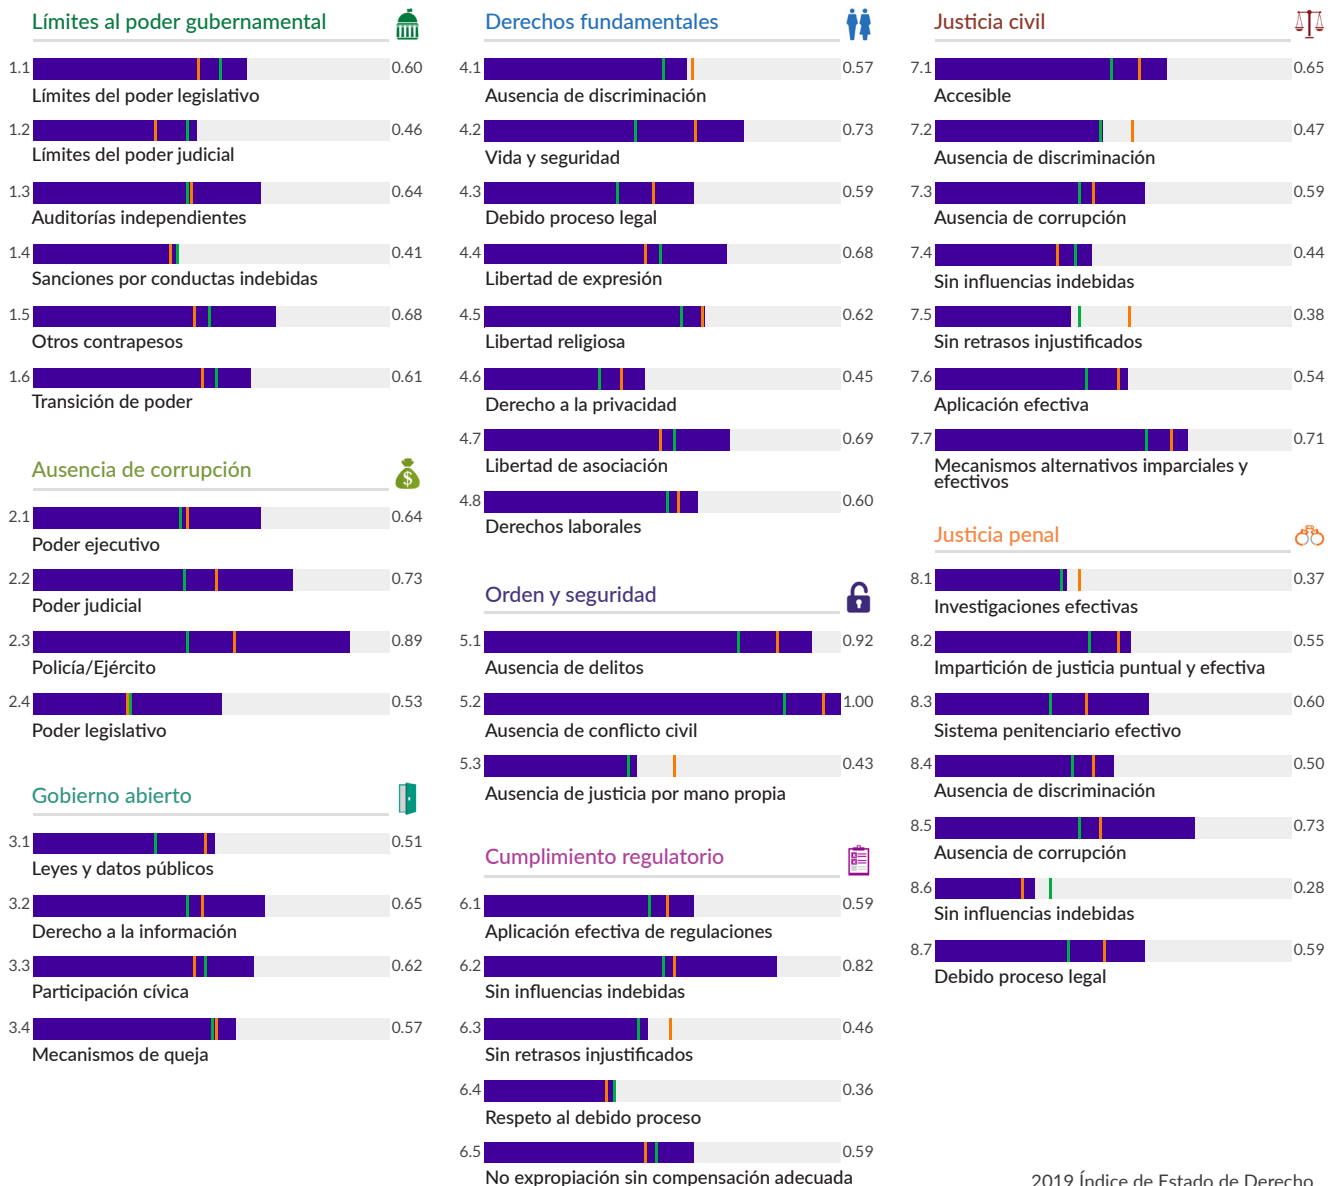 Límites al poder gubernamental
1.1 0.60
Límites del poder legislativo
1.2 0.46
Límites del poder judicial
1.3 0.64
Auditorías independientes
1.4 0.41
Sanciones por conductas indebidas
1.5 0.68
Otros contrapesos
1.6 0.61
Transición de poder
Ausencia de corrupción
$
2.1 0.64
Poder ejecutivo
2.2 0.73
Poder judicial
2.3 0.89
Policía/Ejército
2.4 0.53
Poder legislativo
Gobierno abierto
3.1 0.51
Leyes y datos públicos
3.2 0.65
Derecho a la información
3.3 0.62
Participación cívica
3.4 0.57
Mecanismos de queja
Derechos fundamentales
4.1 0.57
Ausencia de discriminación
4.2 0.73
Vida y seguridad
4.3 0.59
Debido proceso legal
4.4 0.68
Libertad de expresión
4.5 0.62
Libertad religiosa
4.6 0.45
Derecho a la privacidad
4.7 0.69
Libertad de asociación
4.8 0.60
Derechos laborales
Orden y seguridad
5.1 0.92
Ausencia de delitos
5.2 1.00
Ausencia de conflicto civil
5.3 0.43
Ausencia de justicia por mano propia
Cumplimiento regulatorio
6.1 0.59
Aplicación efectiva de regulaciones
6.2 0.82
Sin influencias indebidas
6.3 0.46
Sin retrasos injustificados
6.4 0.36
Respeto al debido proceso
6.5 0.59
No expropiación sin compensación adecuada
Justicia civil
7.1 0.65
Accesible
7.2 0.47
Ausencia de discriminación
7.3 0.59
Ausencia de corrupción
7.4 0.44
Sin influencias indebidas
7.5 0.38
Sin retrasos injustificados
7.6 0.54
Aplicación efectiva
7.7 0.71
Mecanismos alternativos imparciales y
efectivos
Justicia penal
8.1 0.37
Investigaciones efectivas
8.2 0.55
Impartición de justicia puntual y efectiva
8.3 0.60
Sistema penitenciario efectivo
8.4 0.50
Ausencia de discriminación
8.5 0.73
Ausencia de corrupción
8.6 0.28
Sin influencias indebidas
8.7 0.59
Debido proceso legal
2019 Índice de Estado de Derecho